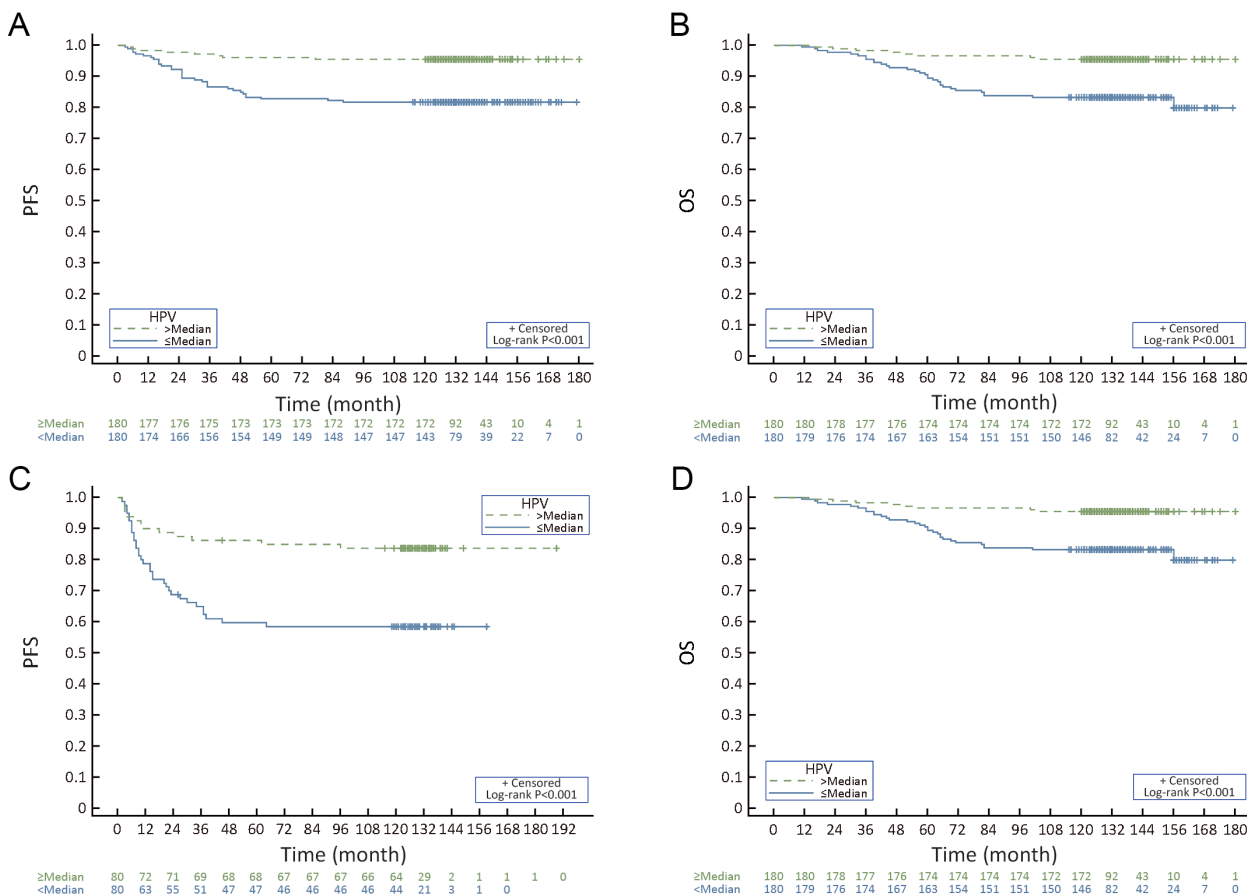 A
1.0
0.9
0.8
0.7
0.6
0.5
0.4
0.3
0.2
0.1
0
PFS
HPV
>Median
≤Median
+ Censored
Log-rank P<0.001
0 12 24 36 48 60 72 84 96 108 120 132 144 156 168 180
Time (month)
≥Median 180 177 176 175 173 173 173 172 172 172 172 92 43 10 4 1
<Median 180 174 166 156 154 149 149 148 147 147 143 79 39 22 7 0
B
1.0
0.9
0.8
0.7
0.6
0.5
0.4
0.3
0.2
0.1
0
OS
HPV
>Median
≤Median
+ Censored
Log-rank P<0.001
0 12 24 36 48 60 72 84 96 108 120 132 144 156 168 180
Time (month)
≥Median 180 180 178 177 176 174 174 174 174 172 172 92 43 10 4 1
<Median 180 179 176 174 167 163 154 151 151 150 146 82 42 24 7 0
C
1.0
0.9
0.8
0.7
0.6
0.5
0.4
0.3
0.2
0.1
0
PFS
HPV
>Median
≤Median
+ Censored
Log-rank P<0.001
0 12 24 36 48 60 72 84 96 108 120 132 144 156 168 180 192
Time (month)
≥Median 80 72 71 69 68 68 67 67 67 66 64 29 2 1 1 1 0
<Median 80 63 55 51 47 47 46 46 46 46 44 21 3 1 0
D
1.0
0.9
0.8
0.7
0.6
0.5
0.4
0.3
0.2
0.1
0
OS
HPV
>Median
≤Median
+ Censored
Log-rank P<0.001
0 12 24 36 48 60 72 84 96 108 120 132 144 156 168 180
Time (month)
≥Median 180 180 178 177 176 174 174 174 174 172 172 92 43 10 4 1
<Median 180 179 176 174 167 163 154 151 151 150 146 82 42 24 7 0